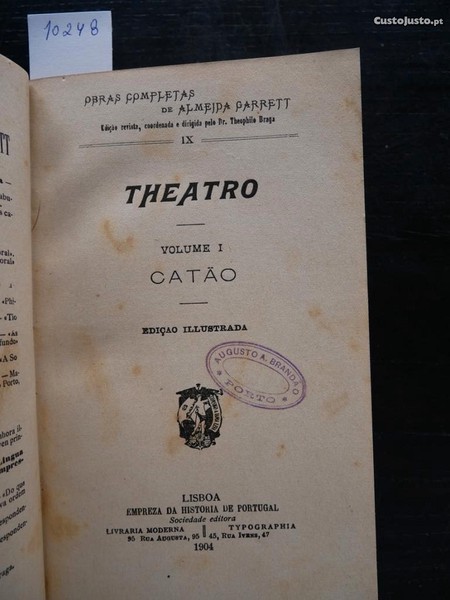 10248
CustoJusto.pt
OBRAS COMPLETAS
DE ALMEIDA GARRETT
Edição revista, coordenada e dirigida pelo Dr. Theophilo Braga
IX
THEATRO
VOLUME I
CATÃO
EDIÇÃO ILLUSTRADA
AUGUSTO A. BRANDÃO
PORTO
LISBOA
EMPREZA DA HISTORIA DE PORTUGAL
Sociedade editora
LIVRARIA MODERNA TYPOGRAPHIA
95 RUA AUGUSTA, 95 45, RUA IVENS, 47
1904